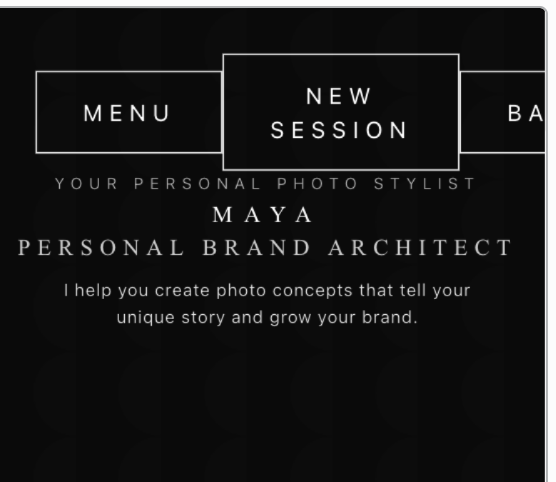 MENU
NEW
SESSION
BA
YOUR PERSONAL PHOTO STYLIST
MAYA
PERSONAL BRAND ARCHITECT
I help you create photo concepts that tell your
unique story and grow your brand.